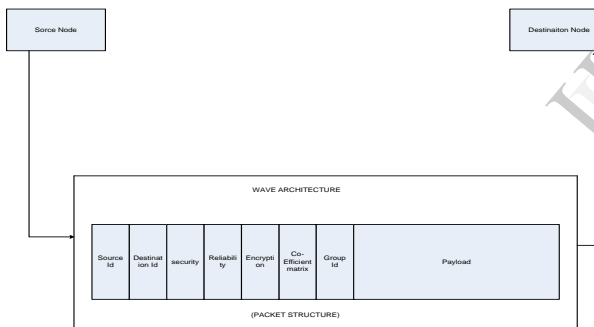 Sorce Node
Destinaiton Node
WAVE ARCHITECTURE
Source
Id
Destinat
ion Id
security
Reliabili
ty
Encrypti
on
Co-
Efficient
matrix
Group
Id
Payload
(PACKET STRUCTURE)